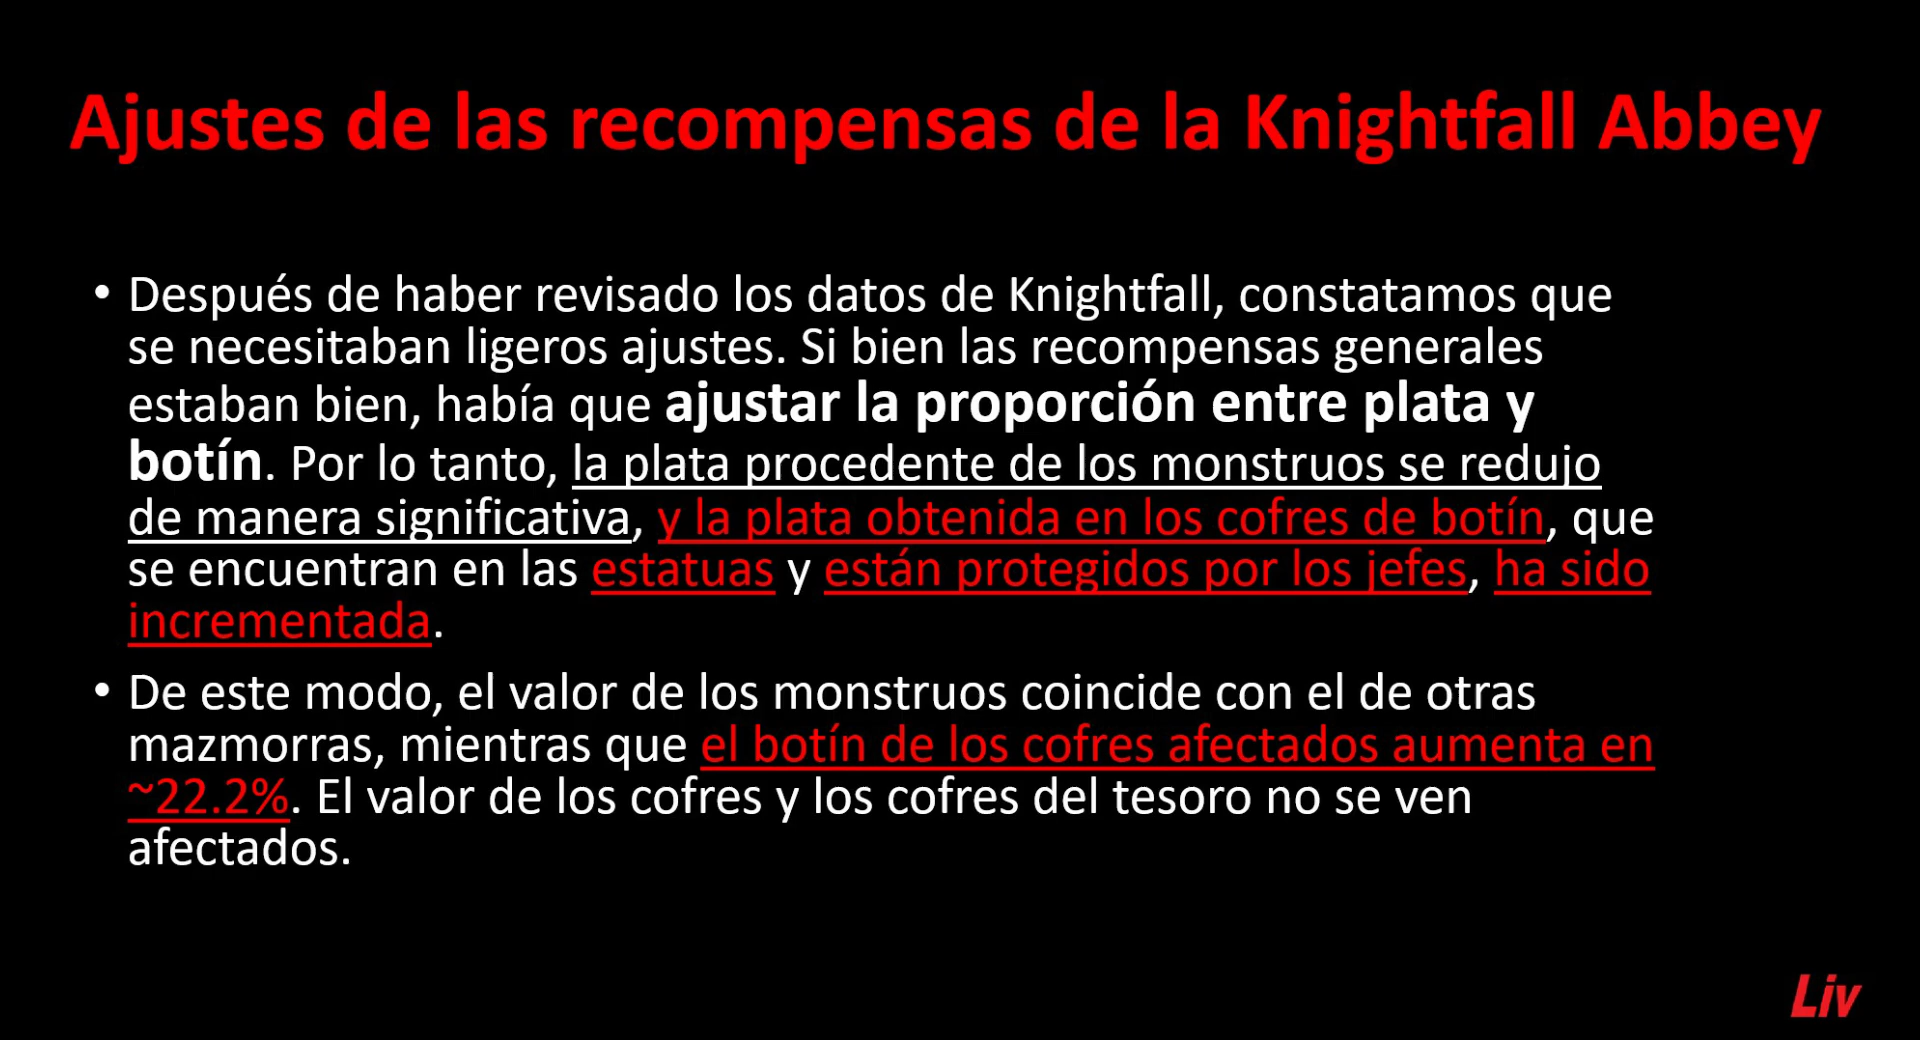 Ajustes de las recompensas de la Knightfall Abbey
• Después de haber revisado los datos de Knightfall, constatamos que
se necesitaban ligeros ajustes. Si bien las recompensas generales
estaban bien, había que ajustar la proporción entre plata y
botín. Por lo tanto, la plata procedente de los monstruos se redujo
de manera significativa, y la plata obtenida en los cofres de botín, que
se encuentran en las estatuas y están protegidos por los jefes, ha sido
incrementada.
• De este modo, el valor de los monstruos coincide con el de otras
mazmorras, mientras que el botín de los cofres afectados aumenta en
~22.2%. El valor de los cofres y los cofres del tesoro no se ven
afectados.
Liv